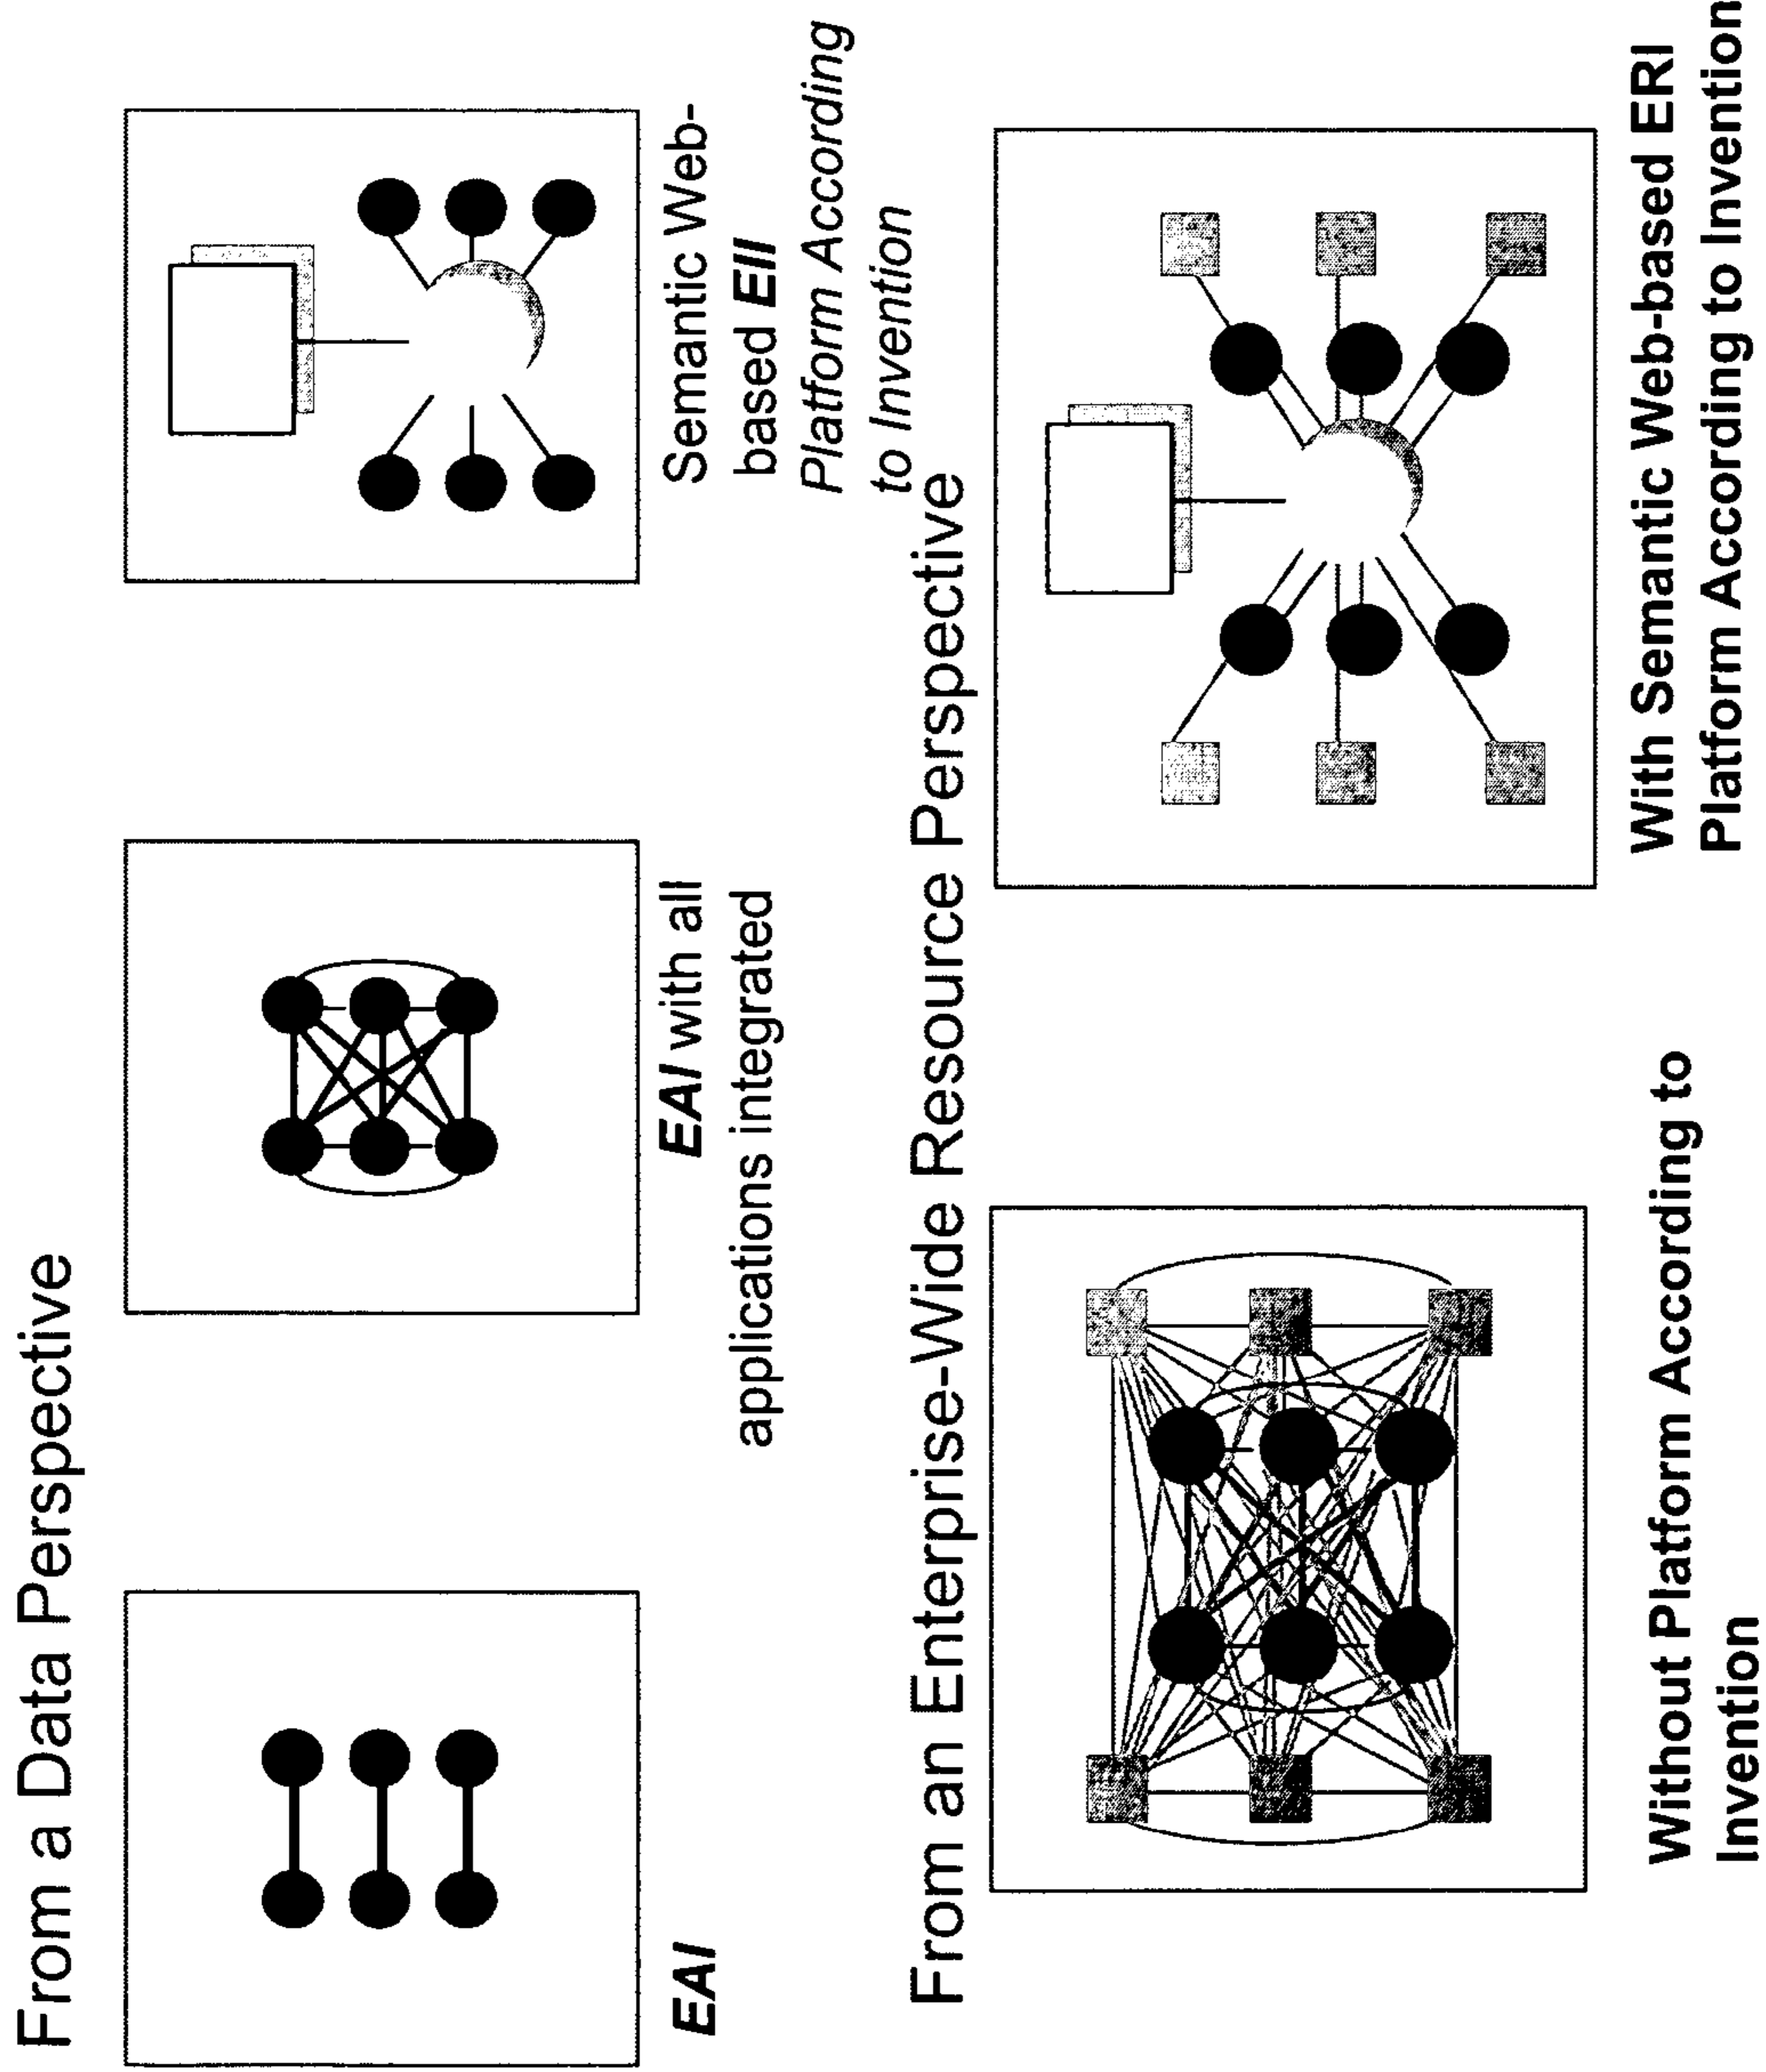 From a Data Perspective
EAI
EAI with all
applications integrated
Semantic Web-
based EII
Platform According
to Invention
From an Enterprise-Wide Resource Perspective
Without Platform According to
Invention
With Semantic Web-based ERI
Platform According to Invention